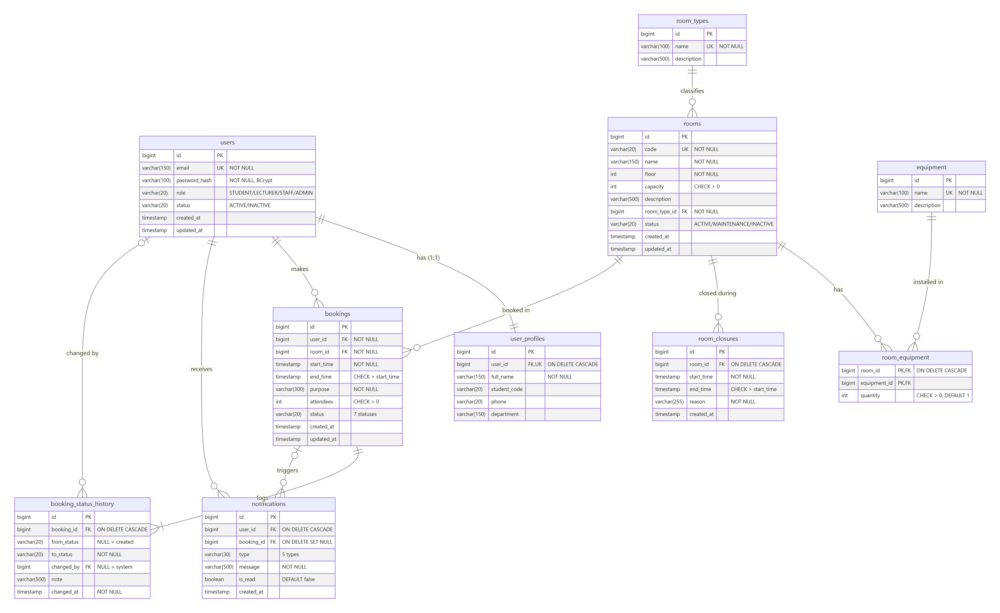 room_types
bigint id PK
varchar(100) name UK NOT NULL
varchar(500) description
classifies
rooms
bigint id PK
varchar(20) code UK NOT NULL
varchar(150) name NOT NULL
int floor NOT NULL
int capacity CHECK > 0
varchar(500) description
bigint room_type_id FK NOT NULL
varchar(20) status ACTIVE/MAINTENANCE/INACTIVE
timestamp created_at
timestamp updated_at
users
bigint id PK
varchar(150) email UK NOT NULL
varchar(100) password_hash NOT NULL, BCrypt
varchar(20) role STUDENT/LECTURER/STAFF/ADMIN
varchar(20) status ACTIVE/INACTIVE
timestamp created_at
timestamp updated_at
equipment
bigint id PK
varchar(100) name UK NOT NULL
varchar(500) description
has (1:1)
makes
installed in
has
closed during
booked in
changed by
receives
bookings
bigint id PK
bigint user_id FK NOT NULL
bigint room_id FK NOT NULL
timestamp start_time NOT NULL
timestamp end_time CHECK > start_time
varchar(300) purpose NOT NULL
int attendees CHECK > 0
varchar(20) status 7 statuses
timestamp created_at
timestamp updated_at
user_profiles
bigint id PK
bigint user_id FK,UK ON DELETE CASCADE
varchar(150) full_name NOT NULL
varchar(20) student_code
varchar(20) phone
varchar(150) department
room_closures
bigint id PK
bigint room_id FK ON DELETE CASCADE
timestamp start_time NOT NULL
timestamp end_time CHECK > start_time
varchar(255) reason NOT NULL
timestamp created_at
room_equipment
bigint room_id PK,FK ON DELETE CASCADE
bigint equipment_id PK,FK
int quantity CHECK > 0, DEFAULT 1
triggers
logs
booking_status_history
bigint id PK
bigint booking_id FK ON DELETE CASCADE
varchar(20) from_status NULL = created
varchar(20) to_status NOT NULL
bigint changed_by FK NULL = system
varchar(500) note
timestamp changed_at NOT NULL
notifications
bigint id PK
bigint user_id FK ON DELETE CASCADE
bigint booking_id FK ON DELETE SET NULL
varchar(30) type 5 types
varchar(500) message NOT NULL
boolean is_read DEFAULT false
timestamp created_at